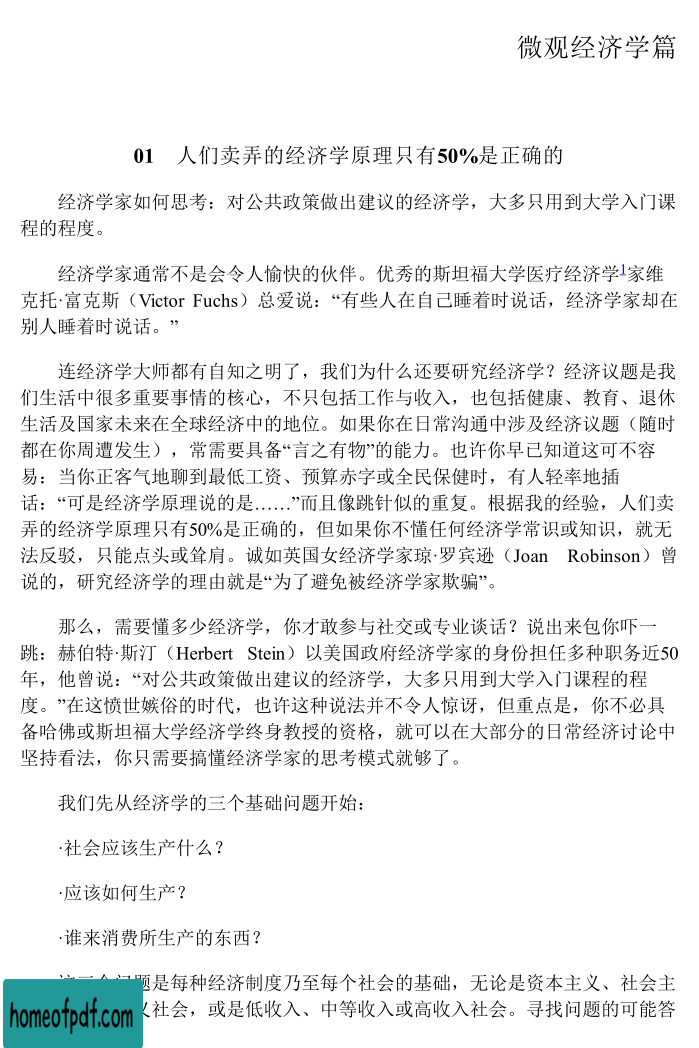 微观经济学篇
01 人们卖弄的经济学原理只有50%是正确的
经济学家如何思考：对公共政策做出建议的经济学，大多只用到大学入门课
程的程度。
经济学家通常不是会令人愉快的伙伴。优秀的斯坦福大学医疗经济学1家维
克托·富克斯（Victor Fuchs）总爱说：“有些人在自己睡着时说话，经济学家却在
别人睡着时说话。”
连经济学大师都有自知之明了，我们为什么还要研究经济学？经济议题是我
们生活中很多重要事情的核心，不只包括工作与收入，也包括健康、教育、退休
生活及国家未来在全球经济中的地位。如果你在日常沟通中涉及经济议题（随时
都在你周遭发生），常需要具备“言之有物”的能力。也许你早已知道这可不容
易：当你正客气地聊到最低工资、预算赤字或全民保健时，有人轻率地插
话：“可是经济学原理说的是……”而且像跳针似的重复。根据我的经验，人们卖
弄的经济学原理只有50%是正确的，但如果你不懂任何经济学常识或知识，就无
法反驳，只能点头或耸肩。诚如英国女经济学家琼·罗宾逊（Joan Robinson）曾
说的，研究经济学的理由就是“为了避免被经济学家欺骗”。
那么，需要懂多少经济学，你才敢参与社交或专业谈话？说出来包你吓一
跳：赫伯特·斯汀（Herbert Stein）以美国政府经济学家的身份担任多种职务近50
年，他曾说：“对公共政策做出建议的经济学，大多只用到大学入门课程的程
度。”在这愤世嫉俗的时代，也许这种说法并不令人惊讶，但重点是，你不必具
备哈佛或斯坦福大学经济学终身教授的资格，就可以在大部分的日常经济讨论中
坚持看法，你只需要搞懂经济学家的思考模式就够了。
我们先从经济学的三个基础问题开始：
·社会应该生产什么？
·应该如何生产？
·谁来消费所生产的东西？
题是每种经济制度乃至每个社会的基础，无论是资本主义、社会主
社会，或是低收入、中等收入或高收入社会。寻找问题的可能答
homeofpdf.com